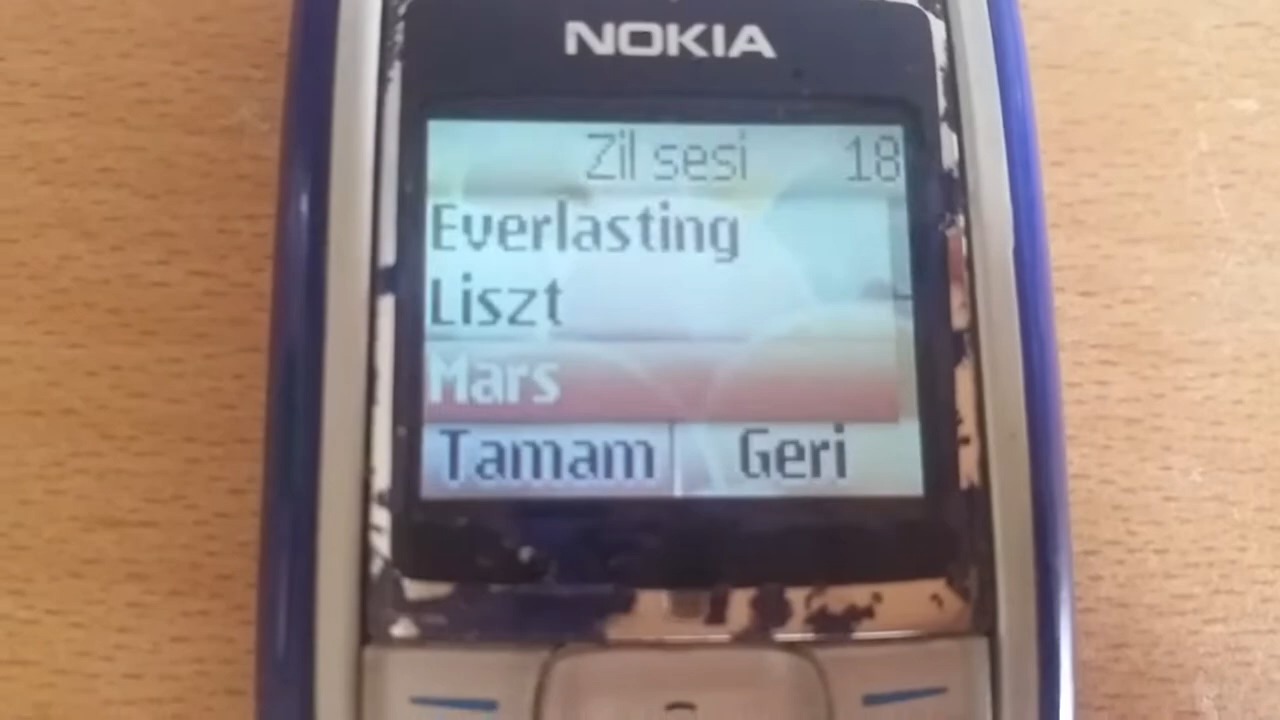 NOKIA
Zil sesi 18
Everlasting
Liszt
Mars
Tamam Geri